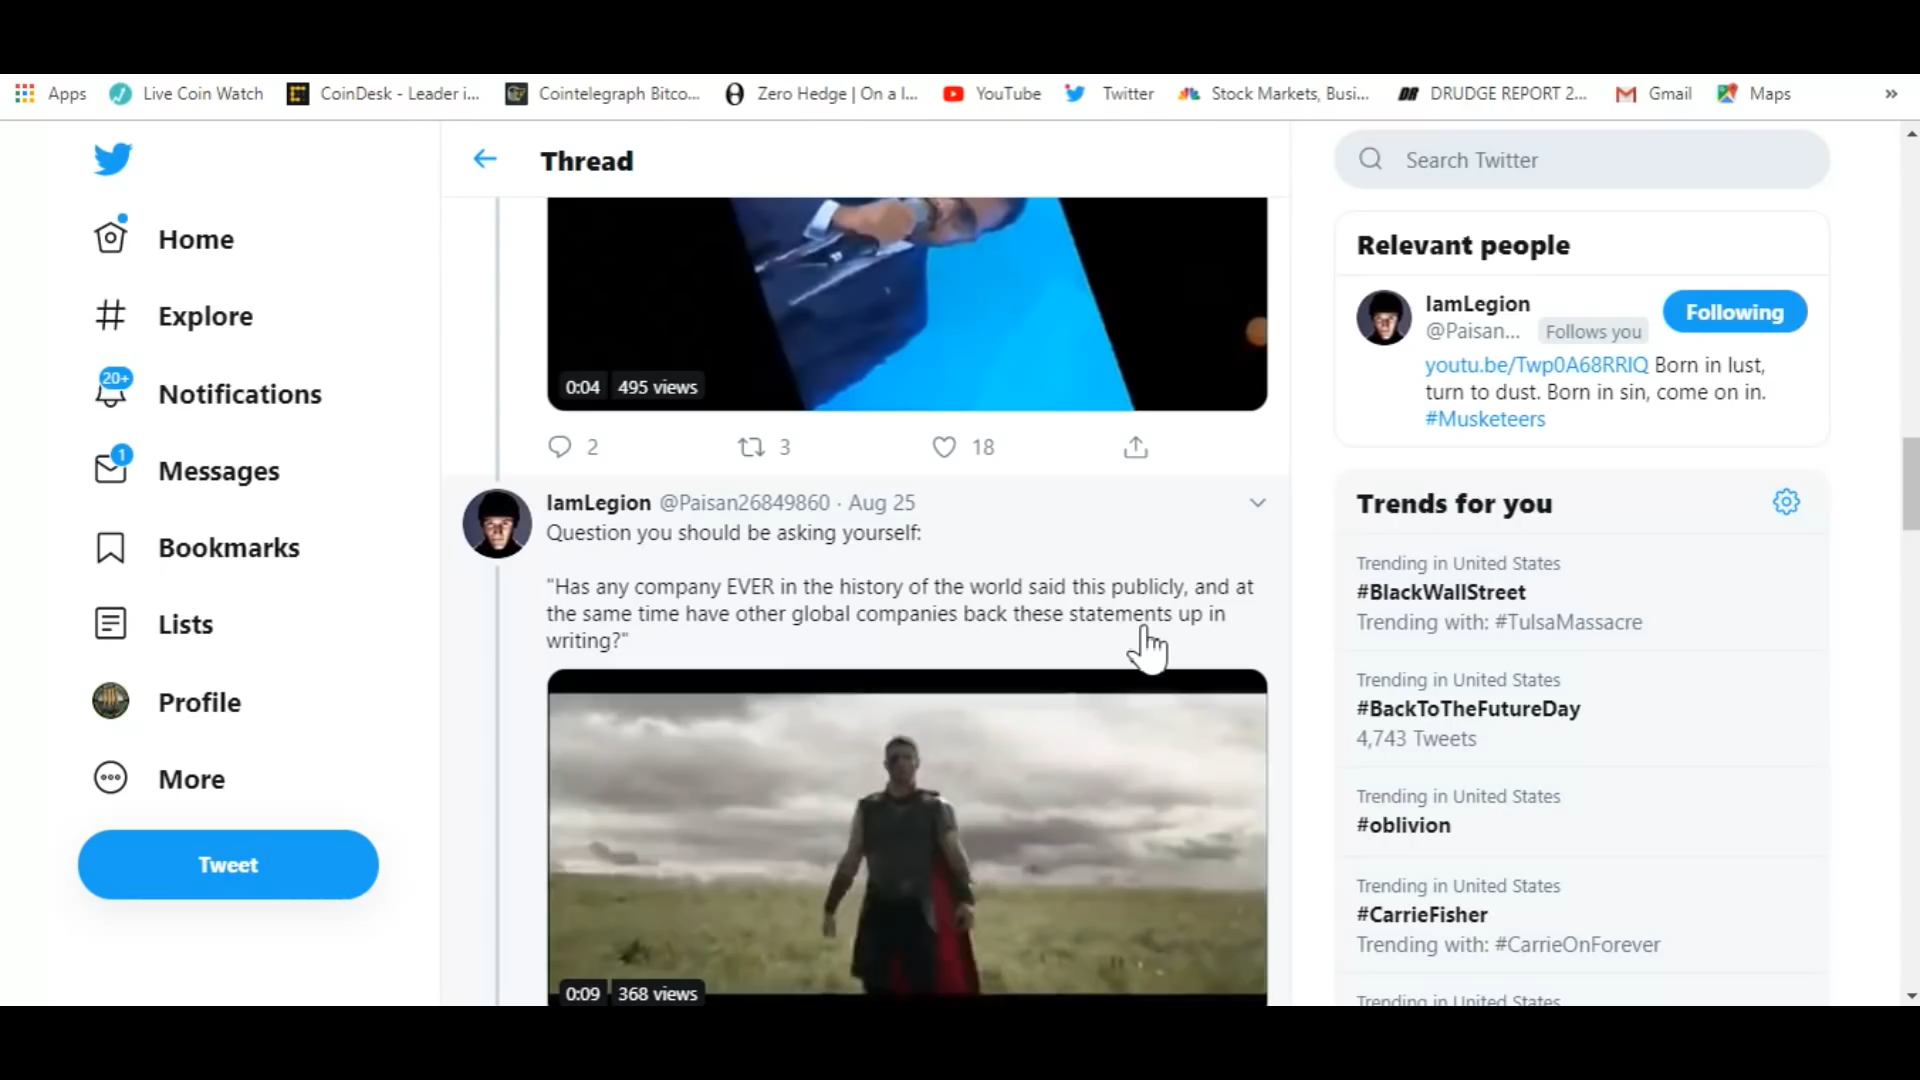 Apps
Live Coin Watch
CoinDesk - Leader i...
Cointelegraph Bitco...
Zero Hedge | On a l...
YouTube
Twitter
Stock Markets, Busi...
DRUDGE REPORT 2...
Gmail
Maps
»
Home
Explore
20+
Notifications
1
Messages
Bookmarks
Lists
Profile
More
Tweet
Thread
0:04 495 views
2 3 18
IamLegion @Paisan26849860 · Aug 25
Question you should be asking yourself:
"Has any company EVER in the history of the world said this publicly, and at
the same time have other global companies back these statements up in
writing?"
0:09 368 views
Search Twitter
Relevant people
IamLegion
@Paisan... Follows you
Following
youtu.be/Twp0A68RRIQ Born in lust,
turn to dust. Born in sin, come on in.
#Musketeers
Trends for you
Trending in United States
#BlackWallStreet
Trending with: #TulsaMassacre
Trending in United States
#BackToTheFutureDay
4,743 Tweets
Trending in United States
#oblivion
Trending in United States
#CarrieFisher
Trending with: #CarrieOnForever
Trending in United States